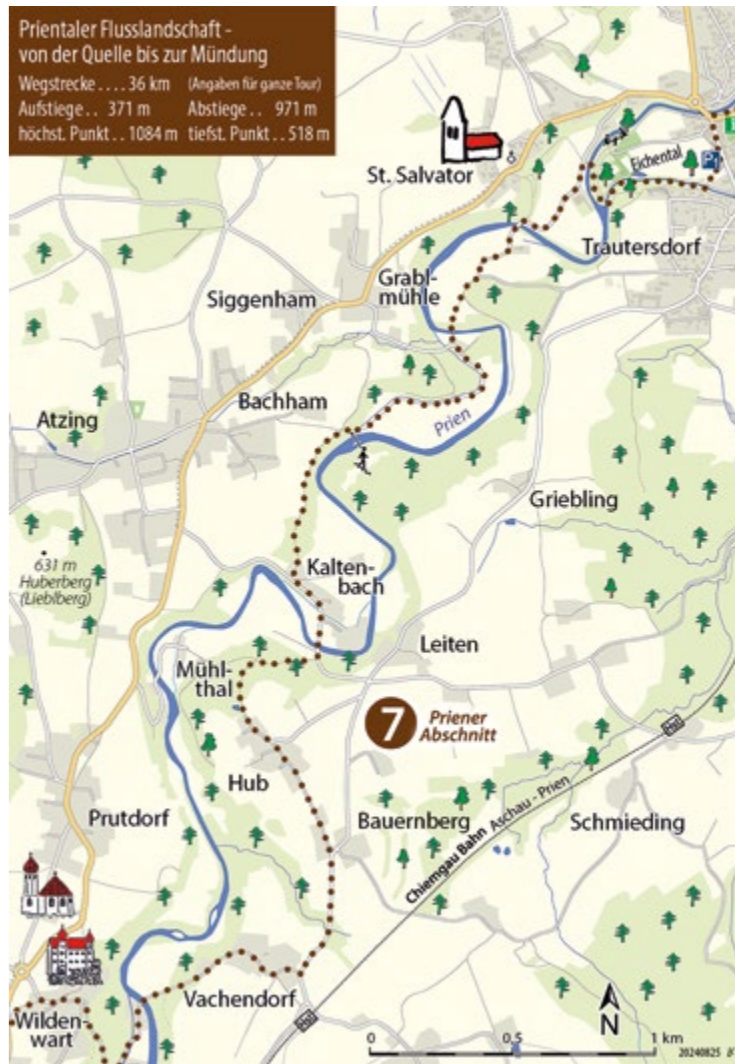 Prientaler Flusslandschaft -
von der Quelle bis zur Mündung
Wegstrecke . . . . 36 km (Angaben für ganze Tour)
Aufstiege . . 371 m Abstiege . . 971 m
höchst. Punkt . . 1084 m tiefst. Punkt . . 518 m
St. Salvator
Eichental
P
Trautersdorf
Grabl-
mühle
Siggenham
Bachham
Atzing
Prien
Griebling
631 m
Huberberg
(Lieblberg)
Kalten-
bach
Leiten
Mühl-
thal
7 Priener
Abschnitt
Hub
Prutdorf
Bauernberg
Schmieding
Chiemgau Bahn Aschau - Prien
Hst
Vachendorf
Hst
Wilden-
wart
N
0 0,5 1 km
20240825